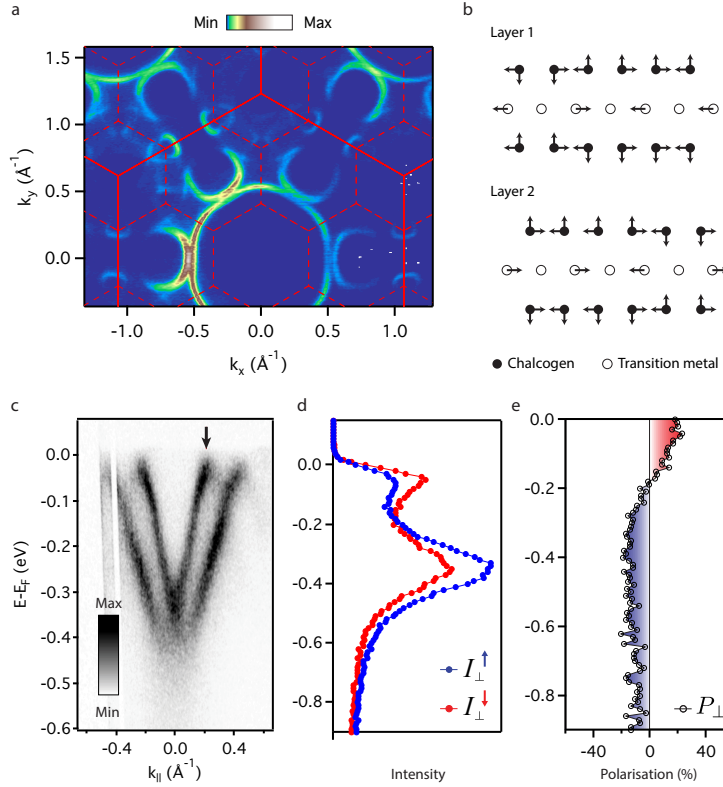 a
Min Max
1.5
1.0
0.5
0.0
k_y (Å⁻¹)
-1.0 -0.5 0.0 0.5 1.0
k_x (Å⁻¹)
b
Layer 1
Layer 2
Chalcogen Transition metal
c
0.0
-0.1
-0.2
-0.3
-0.4
-0.5
-0.6
E-E_F (eV)
Max
Min
-0.4 0.0 0.4
k_|| (Å⁻¹)
d
0.0
-0.2
-0.4
-0.6
-0.8
I_⊥^↑
I_⊥^↓
Intensity
e
0.0
-0.2
-0.4
-0.6
-0.8
P_⊥
-40 0 40
Polarisation (%)